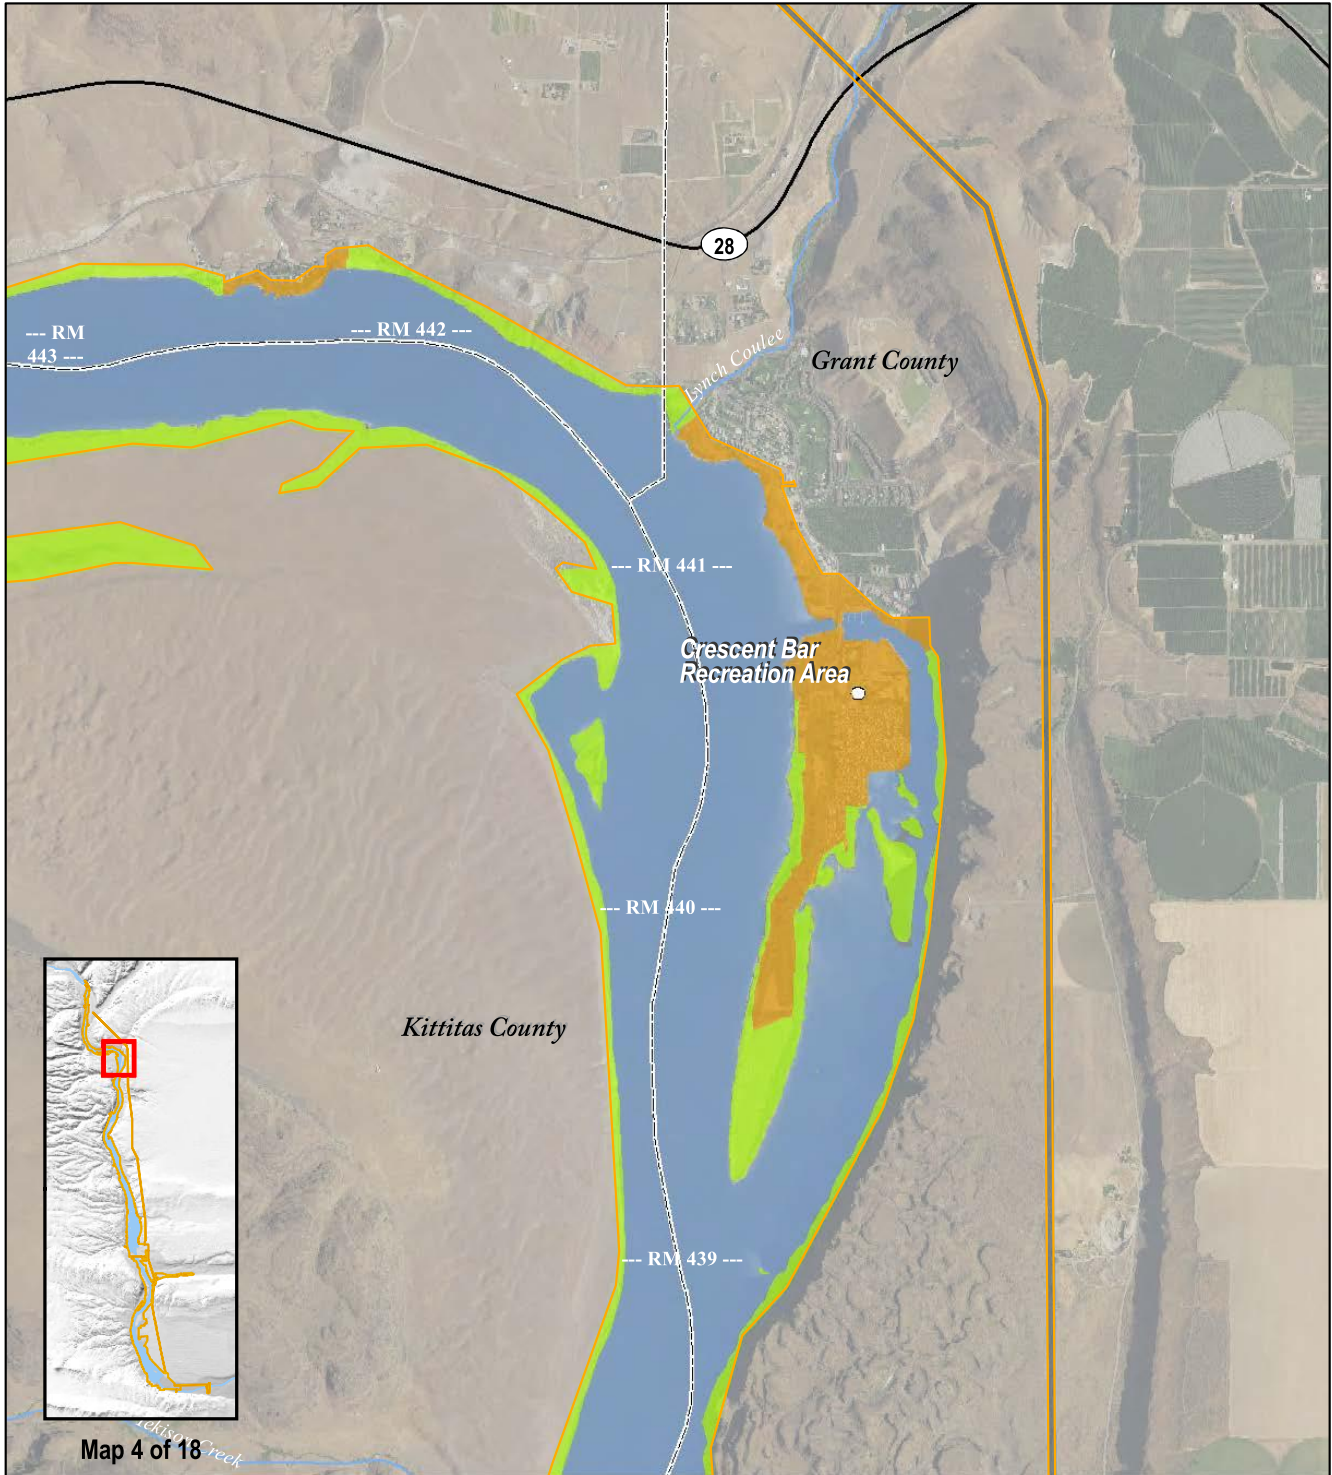 28
--- RM
443 ---
--- RM 442 ---
Lynch Coulee
Grant County
--- RM 441 ---
Crescent Bar
Recreation Area
--- RM 440 ---
Kittitas County
--- RM 439 ---
Creek
Map 4 of 18